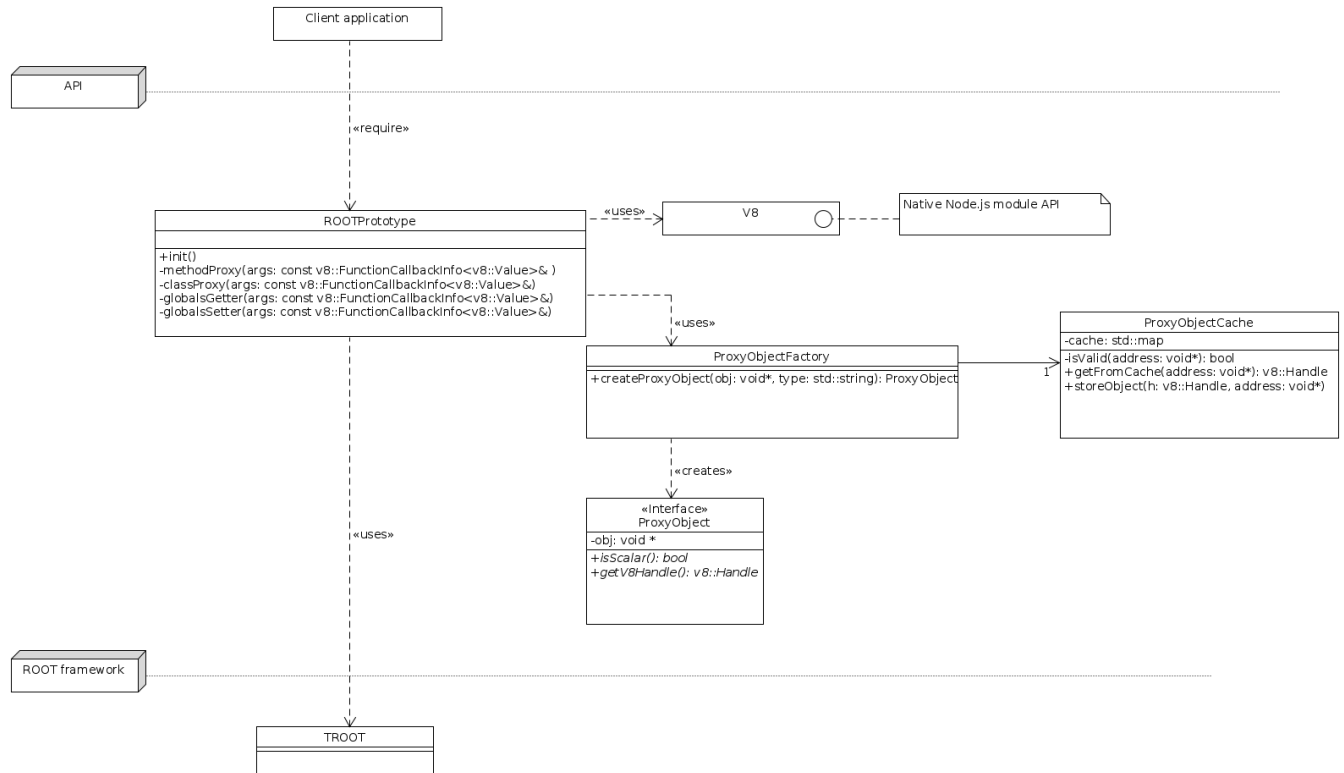 Client application
API
«require»
ROOTPrototype
+init()
-methodProxy(args: const v8::FunctionCallbackInfo<v8::Value>& )
-classProxy(args: const v8::FunctionCallbackInfo<v8::Value>&)
-globalsGetter(args: const v8::FunctionCallbackInfo<v8::Value>&)
-globalsSetter(args: const v8::FunctionCallbackInfo<v8::Value>&)
«uses»
V8
Native Node.js module API
«uses»
ProxyObjectFactory
+createProxyObject(obj: void*, type: std::string): ProxyObject
1
ProxyObjectCache
-cache: std::map
-isValid(address: void*): bool
+getFromCache(address: void*): v8::Handle
+storeObject(h: v8::Handle, address: void*)
«creates»
«Interface»
ProxyObject
-obj: void *
+isScalar(): bool
+getV8Handle(): v8::Handle
«uses»
ROOT framework
TROOT